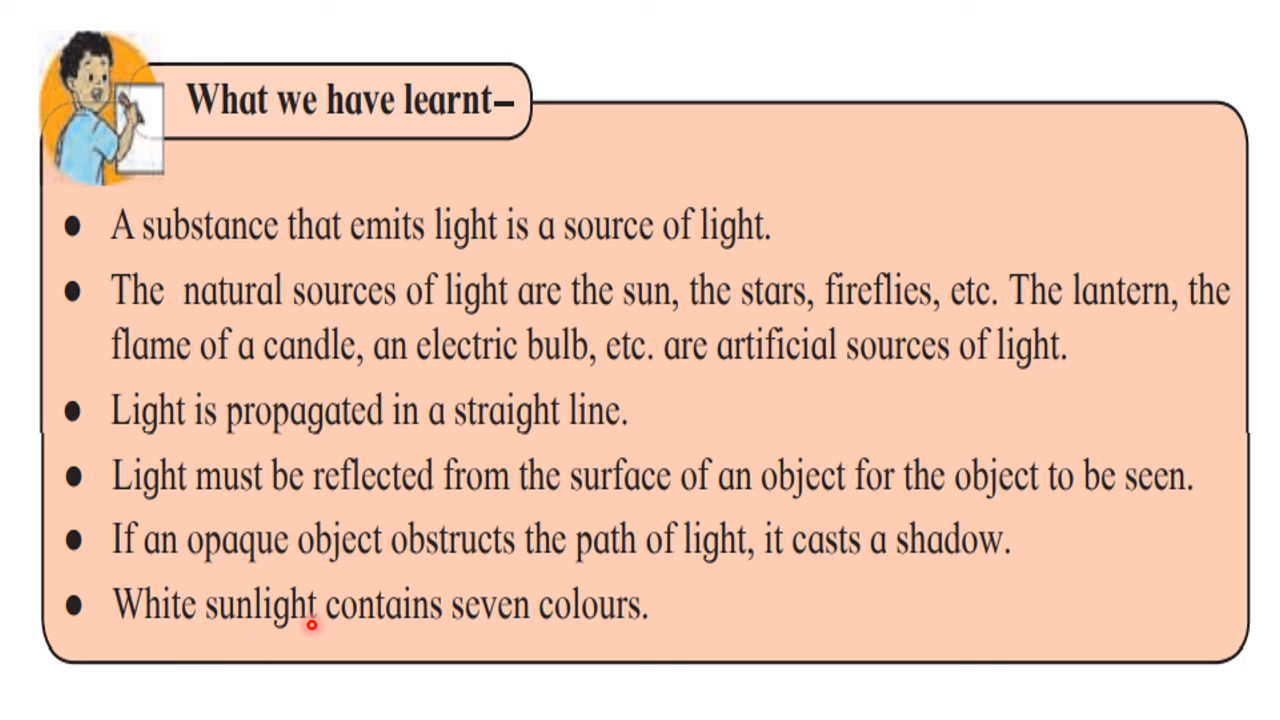 What we have learnt–
● A substance that emits light is a source of light.
● The natural sources of light are the sun, the stars, fireflies, etc. The lantern, the
flame of a candle, an electric bulb, etc. are artificial sources of light.
● Light is propagated in a straight line.
● Light must be reflected from the surface of an object for the object to be seen.
● If an opaque object obstructs the path of light, it casts a shadow.
● White sunlight contains seven colours.